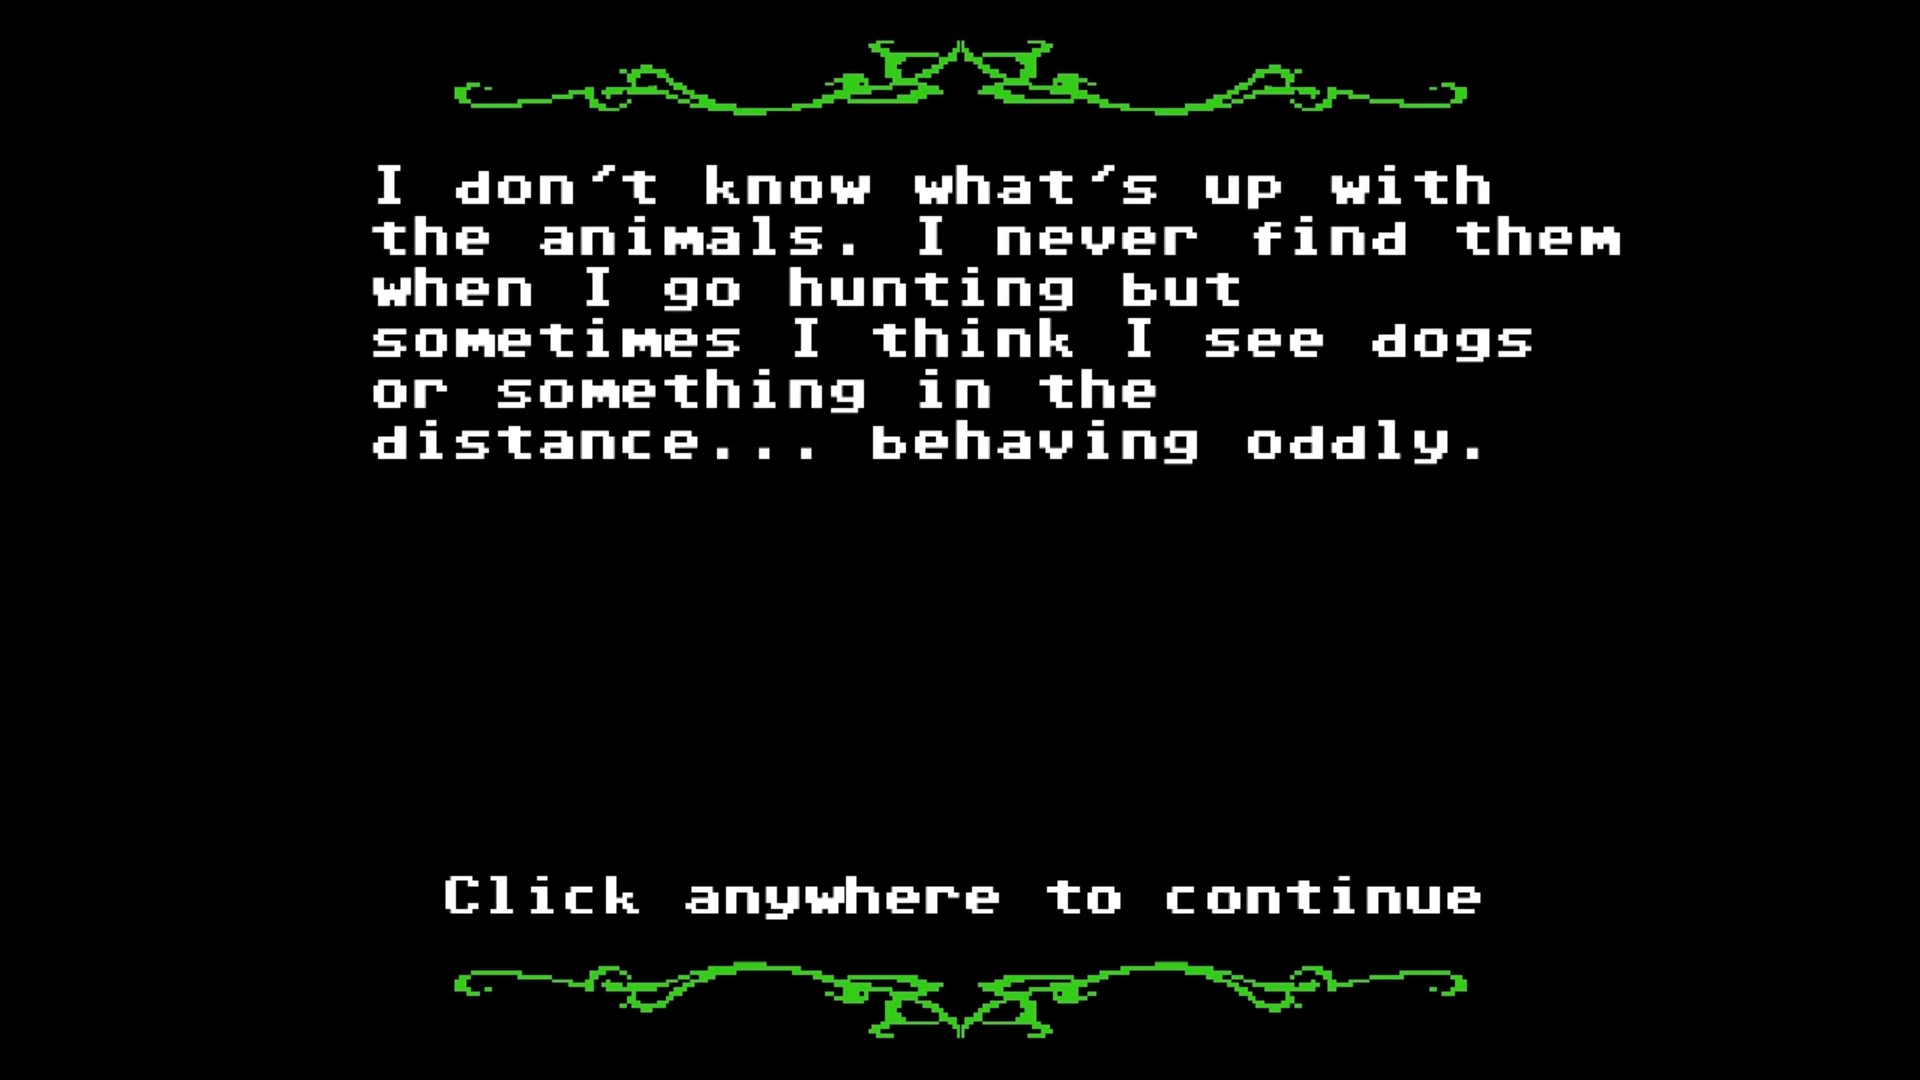 I don't know what's up with
the animals. I never find them
when I go hunting but
sometimes I think I see dogs
or something in the
distance... behaving oddly.
Click anywhere to continue